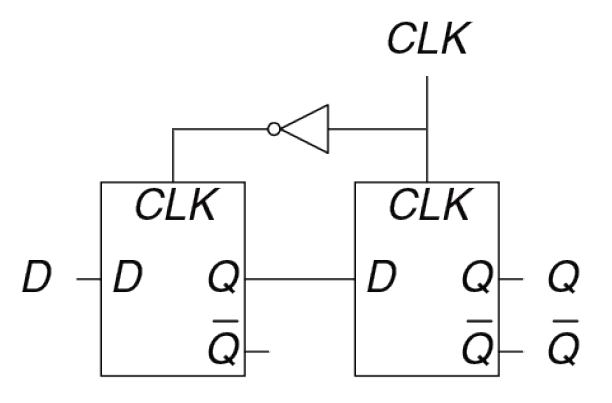 CLK
CLK CLK
D D Q D Q Q
Q̅ Q̅ Q̅